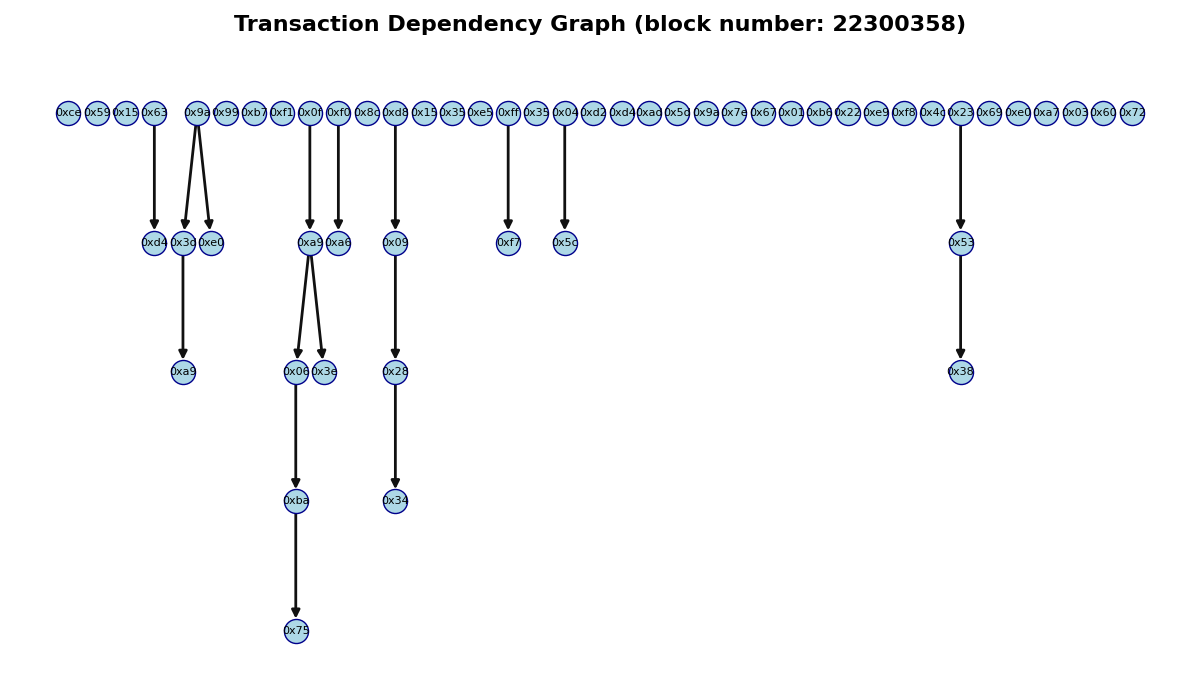 Transaction Dependency Graph (block number: 22300358)
0xce 0x59 0x15 0x63 0x9a 0x99 0xb7 0xf1 0x0f 0xf0 0x8c 0xd8 0x15 0x35 0xe5 0xff 0x35 0x04 0xd2 0xd4 0xad 0x5d 0x9a 0x7e 0x67 0x01 0xb6 0x22 0xe9 0xf8 0x4c 0x23 0x69 0xe0 0xa7 0x03 0x60 0x72
0xd4 0x3d 0xe0 0xa9 0xa6 0x09 0xf7 0x5c 0x53
0xa9 0x06 0x3e 0x28 0x38
0xba 0x34
0x75